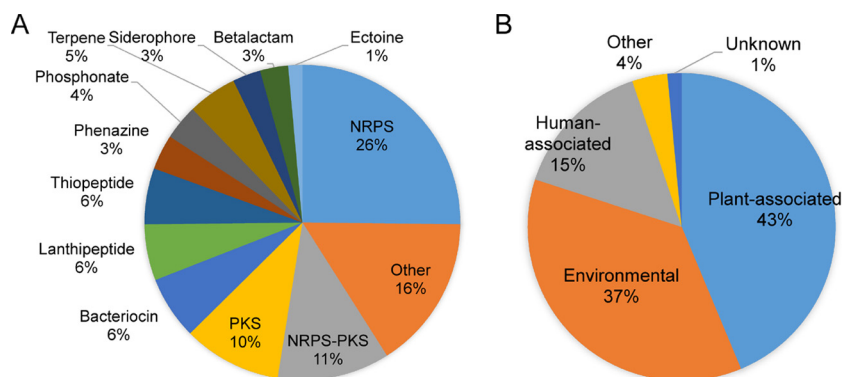 A
Terpene
5%
Siderophore
3%
Betalactam
3%
Ectoine
1%
Phosphonate
4%
Phenazine
3%
Thiopeptide
6%
Lanthipeptide
6%
Bacteriocin
6%
PKS
10%
NRPS-PKS
11%
Other
16%
NRPS
26%
B
Other
4%
Unknown
1%
Human-
associated
15%
Plant-associated
43%
Environmental
37%